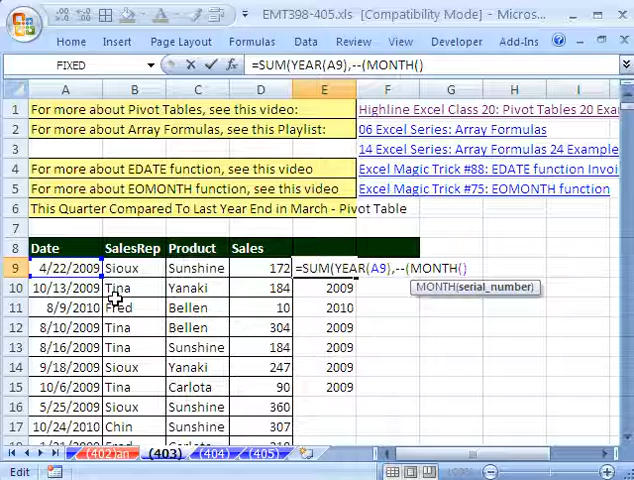 EMT398-405.xls [Compatibility Mode] - Micros...
Home Insert Page Layout Formulas Data Review View Developer Add-Ins
FIXED =SUM(YEAR(A9),--(MONTH()
A B C D E F G H I
1 For more about Pivot Tables, see this video: Highline Excel Class 20: Pivot Tables 20 Exam
2 For more about Array Formulas, see this Playlist: 06 Excel Series: Array Formulas
3 14 Excel Series: Array Formulas 24 Example
4 For more about EDATE function, see this video Excel Magic Trick #88: EDATE function Invoi
5 For more about EOMONTH function, see this video Excel Magic Trick #75: EOMONTH function
6 This Quarter Compared To Last Year End in March - Pivot Table
7
8 Date SalesRep Product Sales
9 4/22/2009 Sioux Sunshine 172 =SUM(YEAR(A9),--(MONTH()
MONTH(serial_number)
10 10/13/2009 Tina Yanaki 184 2009
11 8/9/2010 Fred Bellen 10 2010
12 8/10/2009 Tina Bellen 304 2009
13 8/16/2009 Tina Sunshine 184 2009
14 9/18/2009 Sioux Yanaki 247 2009
15 10/6/2009 Tina Carlota 90 2009
16 5/25/2009 Sioux Sunshine 360
17 10/24/2010 Chin Sunshine 307
(402)an (403) (404) (405)
Edit 100%